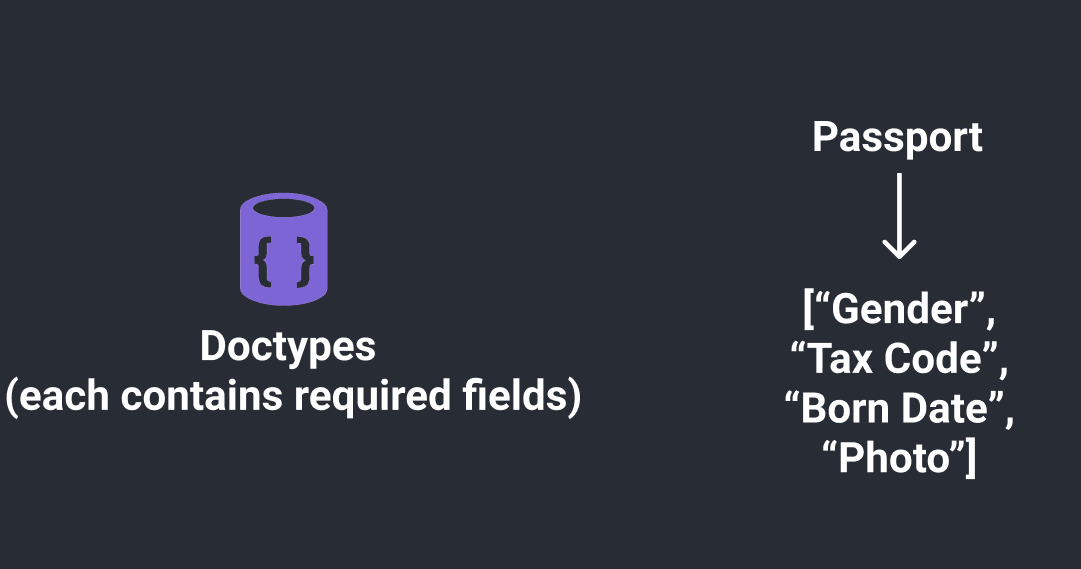 { }
Doctypes
(each contains required fields)
Passport
[“Gender”,
“Tax Code”,
“Born Date”,
“Photo”]